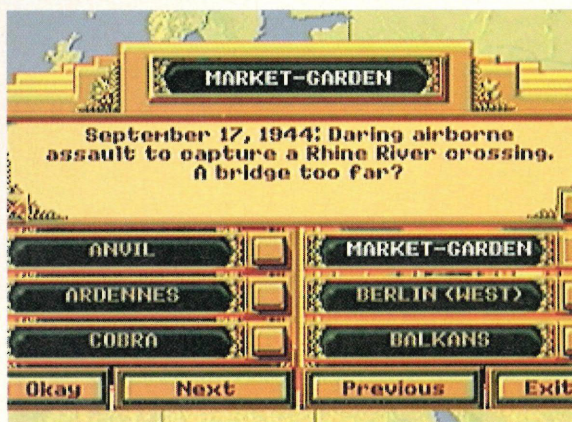 MARKET-GARDEN
September 17, 1944: Daring airborne
assault to capture a Rhine River crossing.
A bridge too far?
ANVIL
MARKET-GARDEN
ARDENNES
BERLIN (WEST)
COBRA
BALKANS
Okay
Next
Previous
Exit